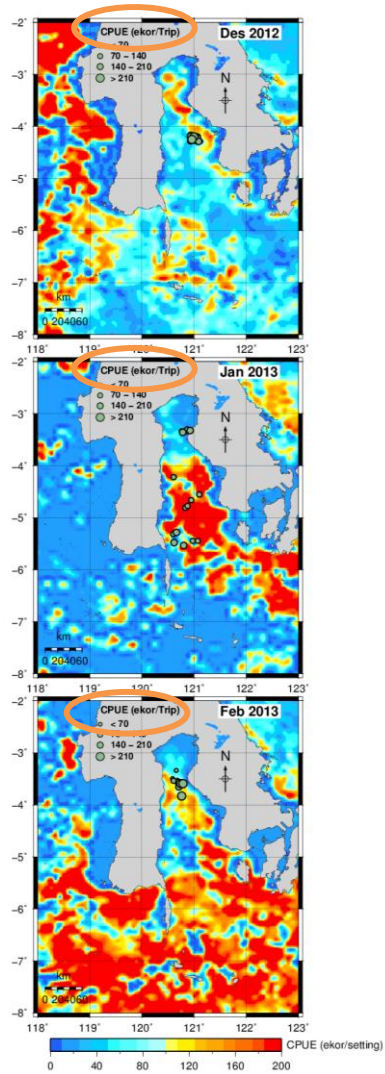 −2˚
CPUE (ekor/Trip)
Des 2012
< 70
−3˚
70 − 140
140 − 210
> 210
N
−4˚
−5˚
−6˚
−7˚
km
0 204060
−8˚
118˚ 119˚ 120˚ 121˚ 122˚ 123˚
−2˚
CPUE (ekor/Trip)
Jan 2013
< 70
−3˚
70 − 140
140 − 210
> 210
N
−4˚
−5˚
−6˚
−7˚
km
0 204060
−8˚
118˚ 119˚ 120˚ 121˚ 122˚ 123˚
−2˚
CPUE (ekor/Trip)
Feb 2013
< 70
−3˚
70 − 140
140 − 210
> 210
N
−4˚
−5˚
−6˚
−7˚
km
0 204060
−8˚
118˚ 119˚ 120˚ 121˚ 122˚ 123˚
CPUE (ekor/setting)
0 40 80 120 160 200